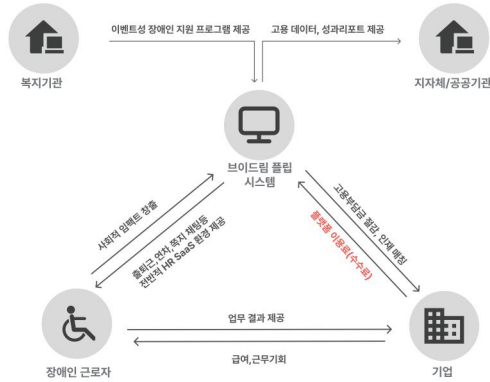 이벤트성 장애인 지원 프로그램 제공
고용 데이터, 성과리포트 제공
복지기관
지자체/공공기관
브이드림 플립
시스템
사회적 임팩트 창출
출퇴근,연차,쪽지 채팅등
전반적 HR SaaS 환경 제공
고용부담금 절감, 인재 매칭
플랫폼 이용료(수수료)
업무 결과 제공
급여,근무기회
장애인 근로자
기업